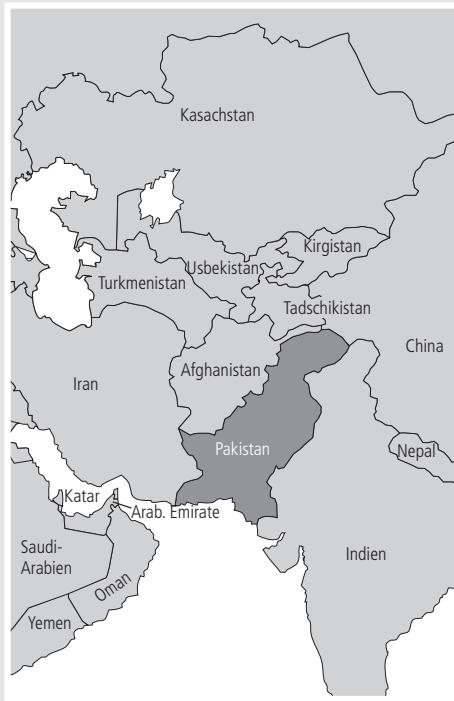 Kasachstan
Kirgistan
Usbekistan
Turkmenistan
Tadschikistan
China
Afghanistan
Iran
Pakistan
Nepal
Katar
Arab. Emirate
Saudi-
Arabien
Indien
Oman
Yemen